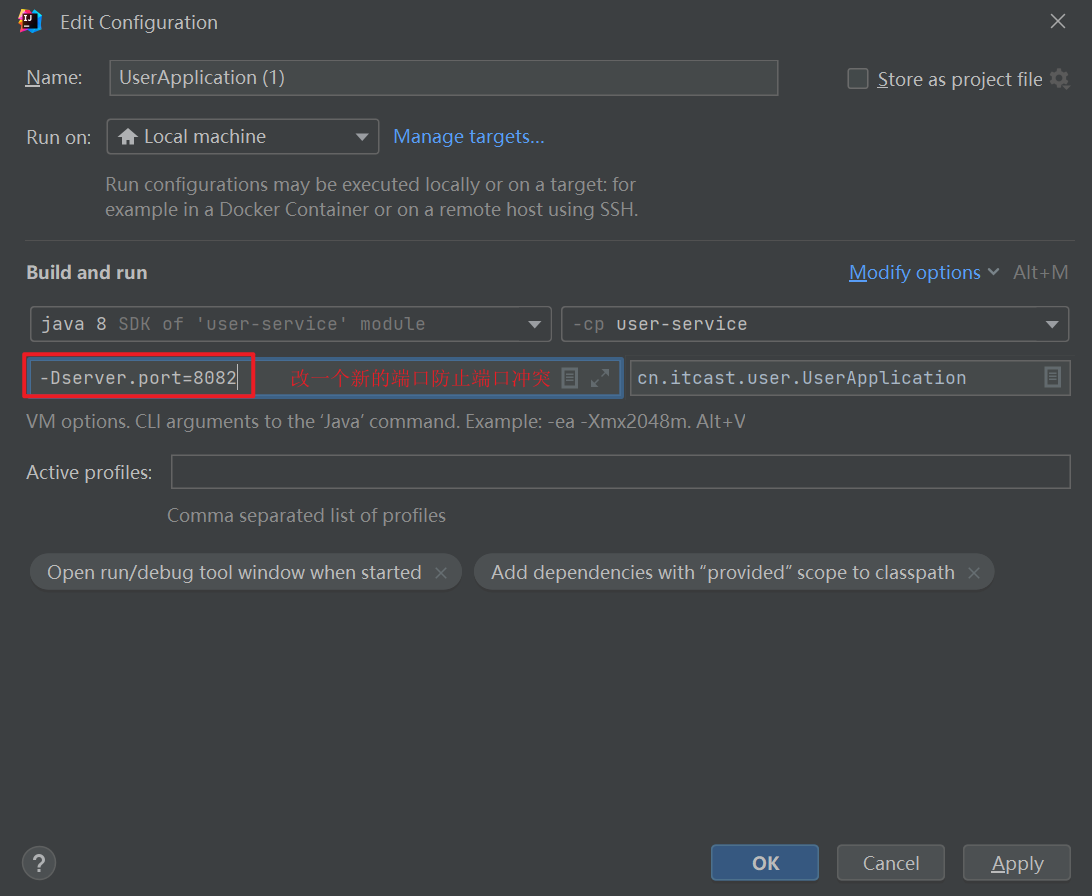 Edit Configuration
Name: UserApplication (1) Store as project file
Run on: Local machine Manage targets...
Run configurations may be executed locally or on a target: for
example in a Docker Container or on a remote host using SSH.
Build and run Modify options Alt+M
java 8 SDK of 'user-service' module -cp user-service
-Dserver.port=8082 改一个新的端口防止端口冲突 cn.itcast.user.UserApplication
VM options. CLI arguments to the ‘Java’ command. Example: -ea -Xmx2048m. Alt+V
Active profiles:
Comma separated list of profiles
Open run/debug tool window when started × Add dependencies with “provided” scope to classpath ×
? OK Cancel Apply